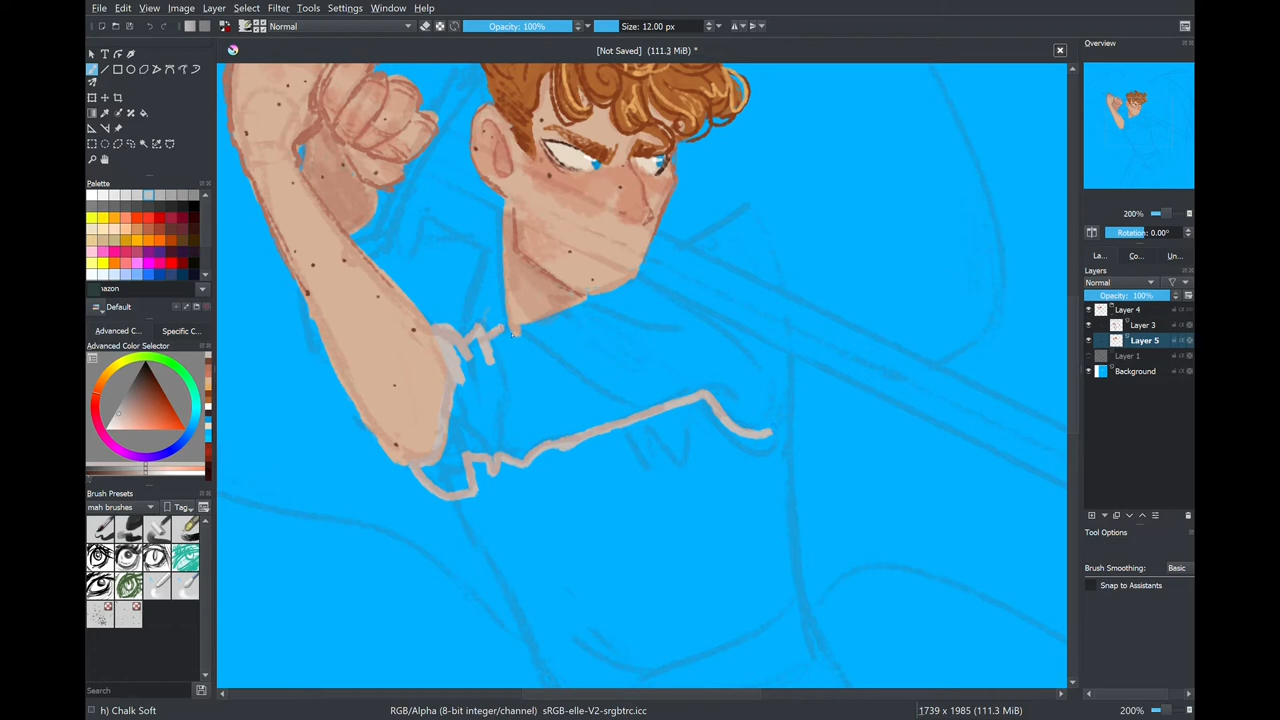 File Edit View Image Layer Select Filter Tools Settings Window Help
Normal Opacity: 100% Size: 12.00 px
[Not Saved] (111.3 MiB) *
Overview
200%
Rotation: 0.00°
La... Co... Un...
Layers
Normal
Opacity: 100%
Layer 4
Layer 3
Layer 5
Layer 1
Background
Tool Options
Brush Smoothing: Basic
Snap to Assistants
Palette
Default
Advanced C... Specific C...
Advanced Color Selector
Brush Presets
mah brushes Tag
Search
h) Chalk Soft RGB/Alpha (8-bit integer/channel) sRGB-elle-V2-srgbtrc.icc 1739 x 1985 (111.3 MiB) 200%